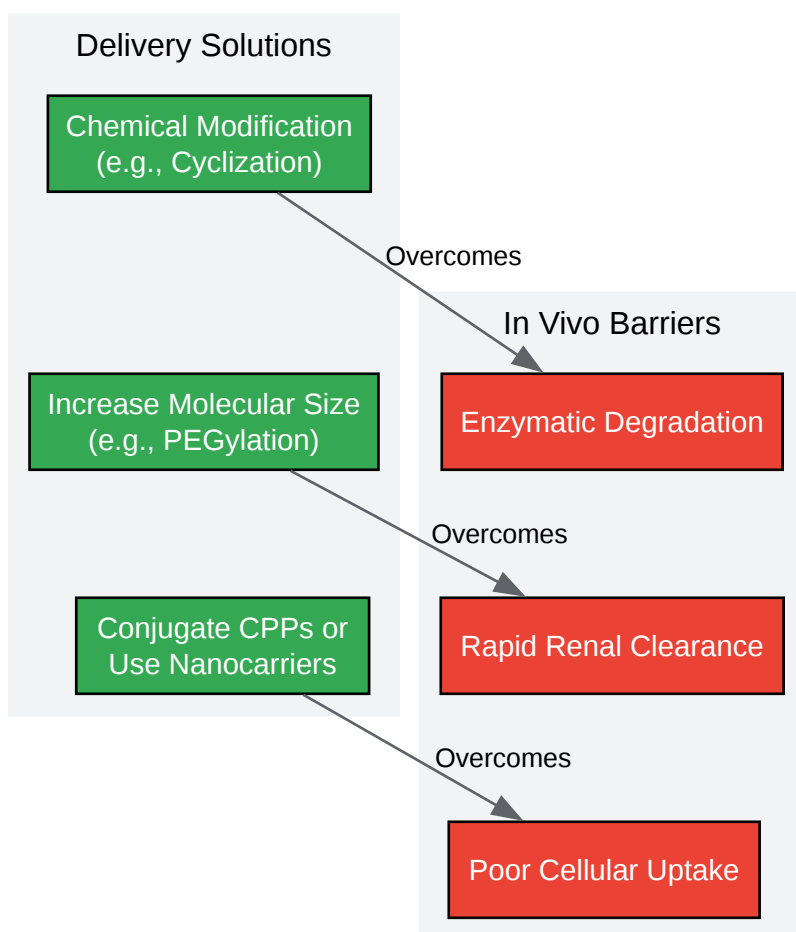 Delivery Solutions
Chemical Modification
(e.g., Cyclization)
Overcomes
In Vivo Barriers
Increase Molecular Size
(e.g., PEGylation)
Enzymatic Degradation
Overcomes
Conjugate CPPs or
Use Nanocarriers
Rapid Renal Clearance
Overcomes
Poor Cellular Uptake